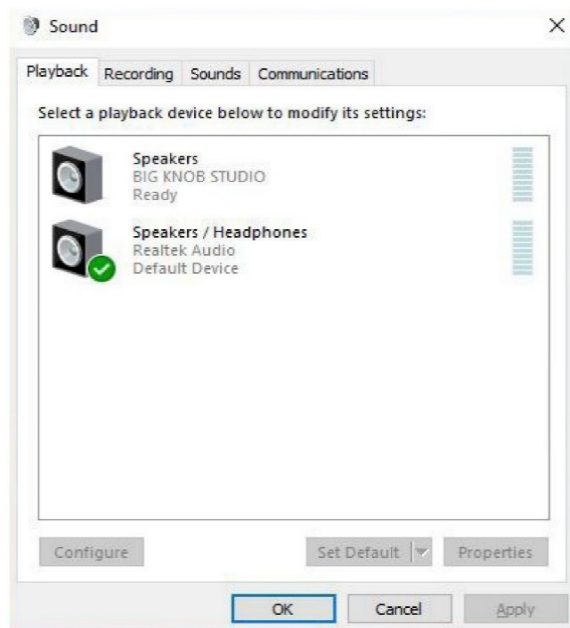 Sound
Playback Recording Sounds Communications
Select a playback device below to modify its settings:
Speakers
BIG KNOB STUDIO
Ready
Speakers / Headphones
Realtek Audio
Default Device
Configure Set Default Properties
OK Cancel Apply